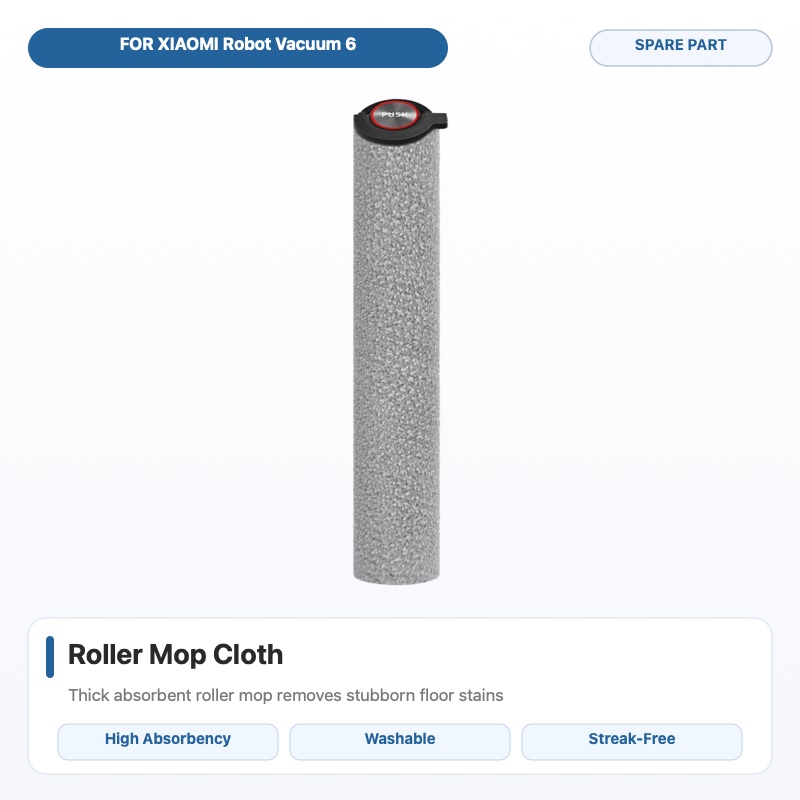 FOR XIAOMI Robot Vacuum 6
SPARE PART
PUSH
Roller Mop Cloth
Thick absorbent roller mop removes stubborn floor stains
High Absorbency
Washable
Streak-Free